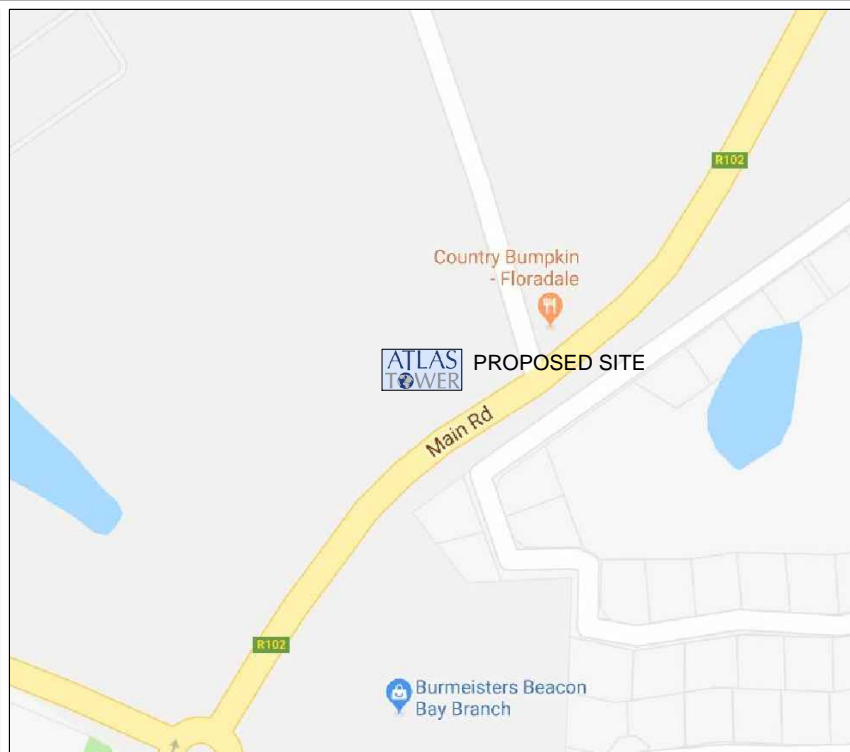 R102
Country Bumpkin
- Floradale
ATLAS
TOWER
PROPOSED SITE
Main Rd
R102
Burmeisters Beacon
Bay Branch